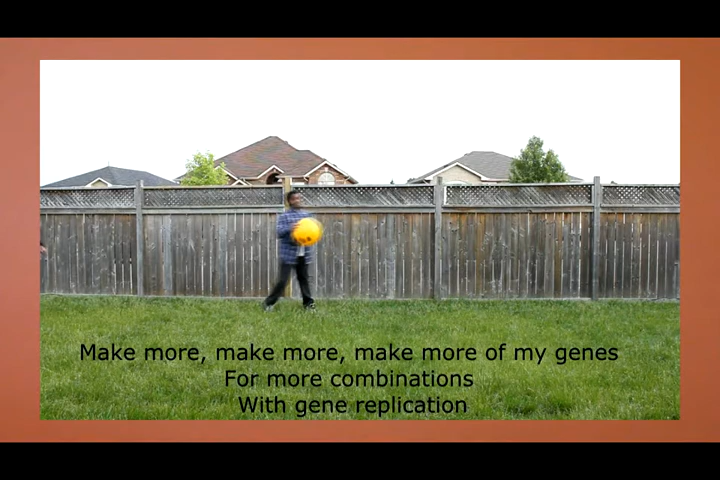 Make more, make more, make more of my genes
For more combinations
With gene replication